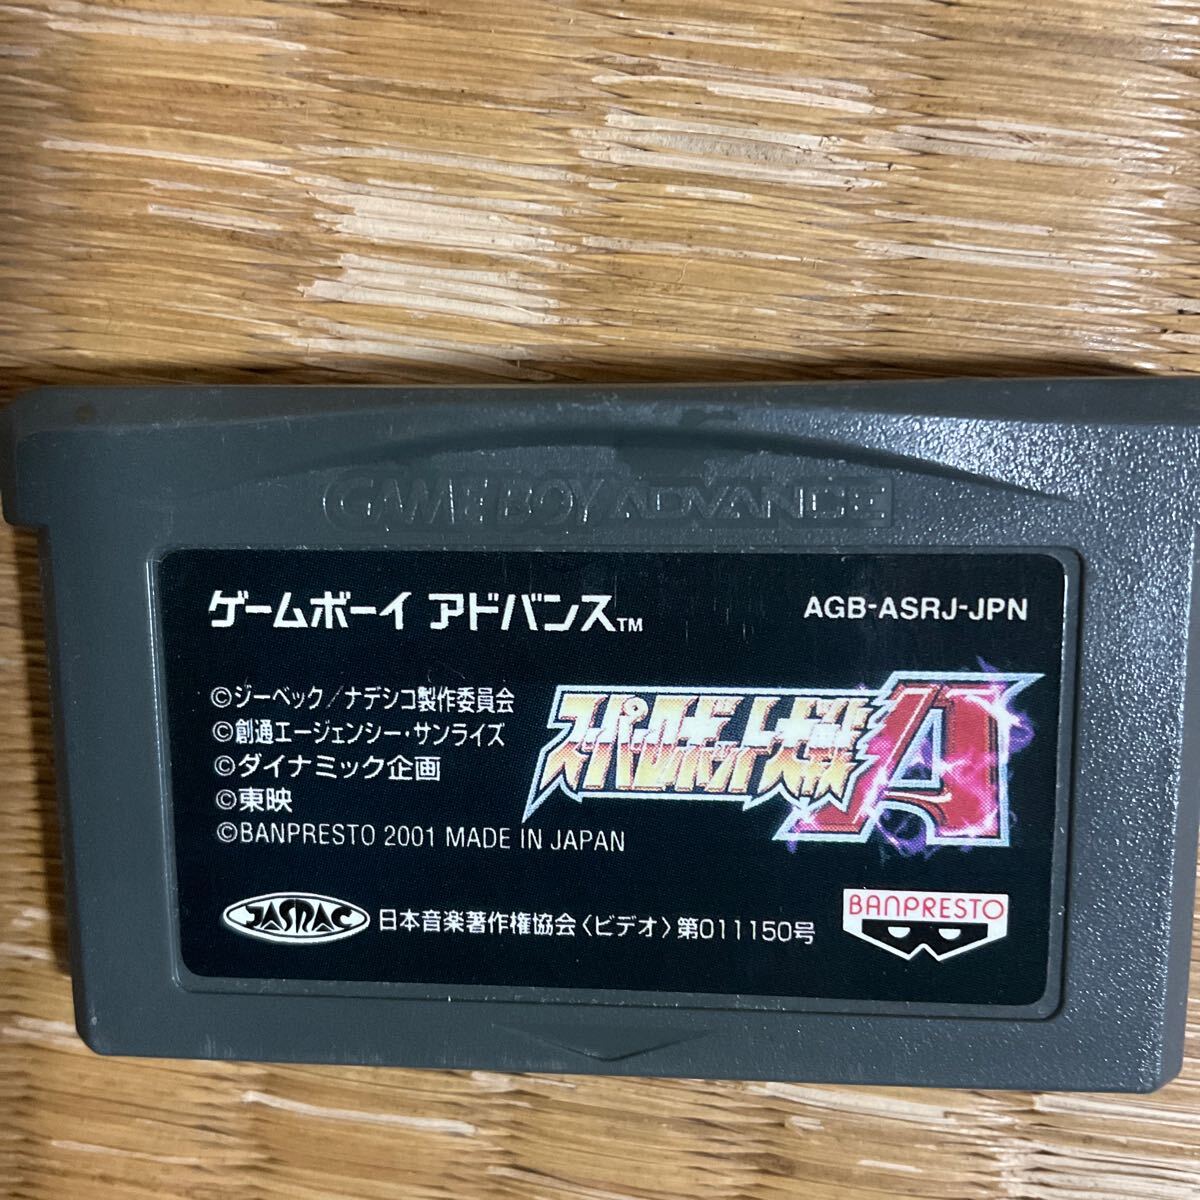 GAME BOY ADVANCE
ゲームボーイ アドバンス™
AGB-ASRJ-JPN
©ジーベック/ナデシコ製作委員会
©創通エージェンシー・サンライズ
©ダイナミック企画
©東映
©BANPRESTO 2001 MADE IN JAPAN
スーパーロボット大戦A
JASRAC
日本音楽著作権協会〈ビデオ〉第011150号
BANPRESTO